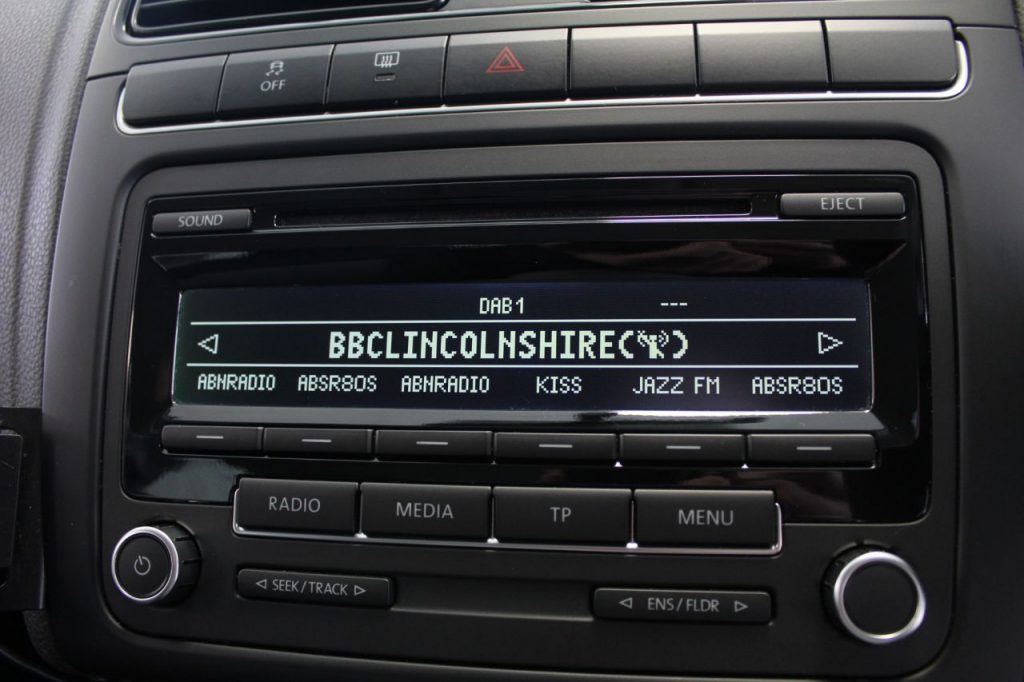 OFF
SOUND EJECT
DAB1 ---
BBCLINCOLNSHIRE( )
ABNRADIO ABSR80S ABNRADIO KISS JAZZ FM ABSR80S
RADIO MEDIA TP MENU
SEEK/TRACK ENS/FLDR